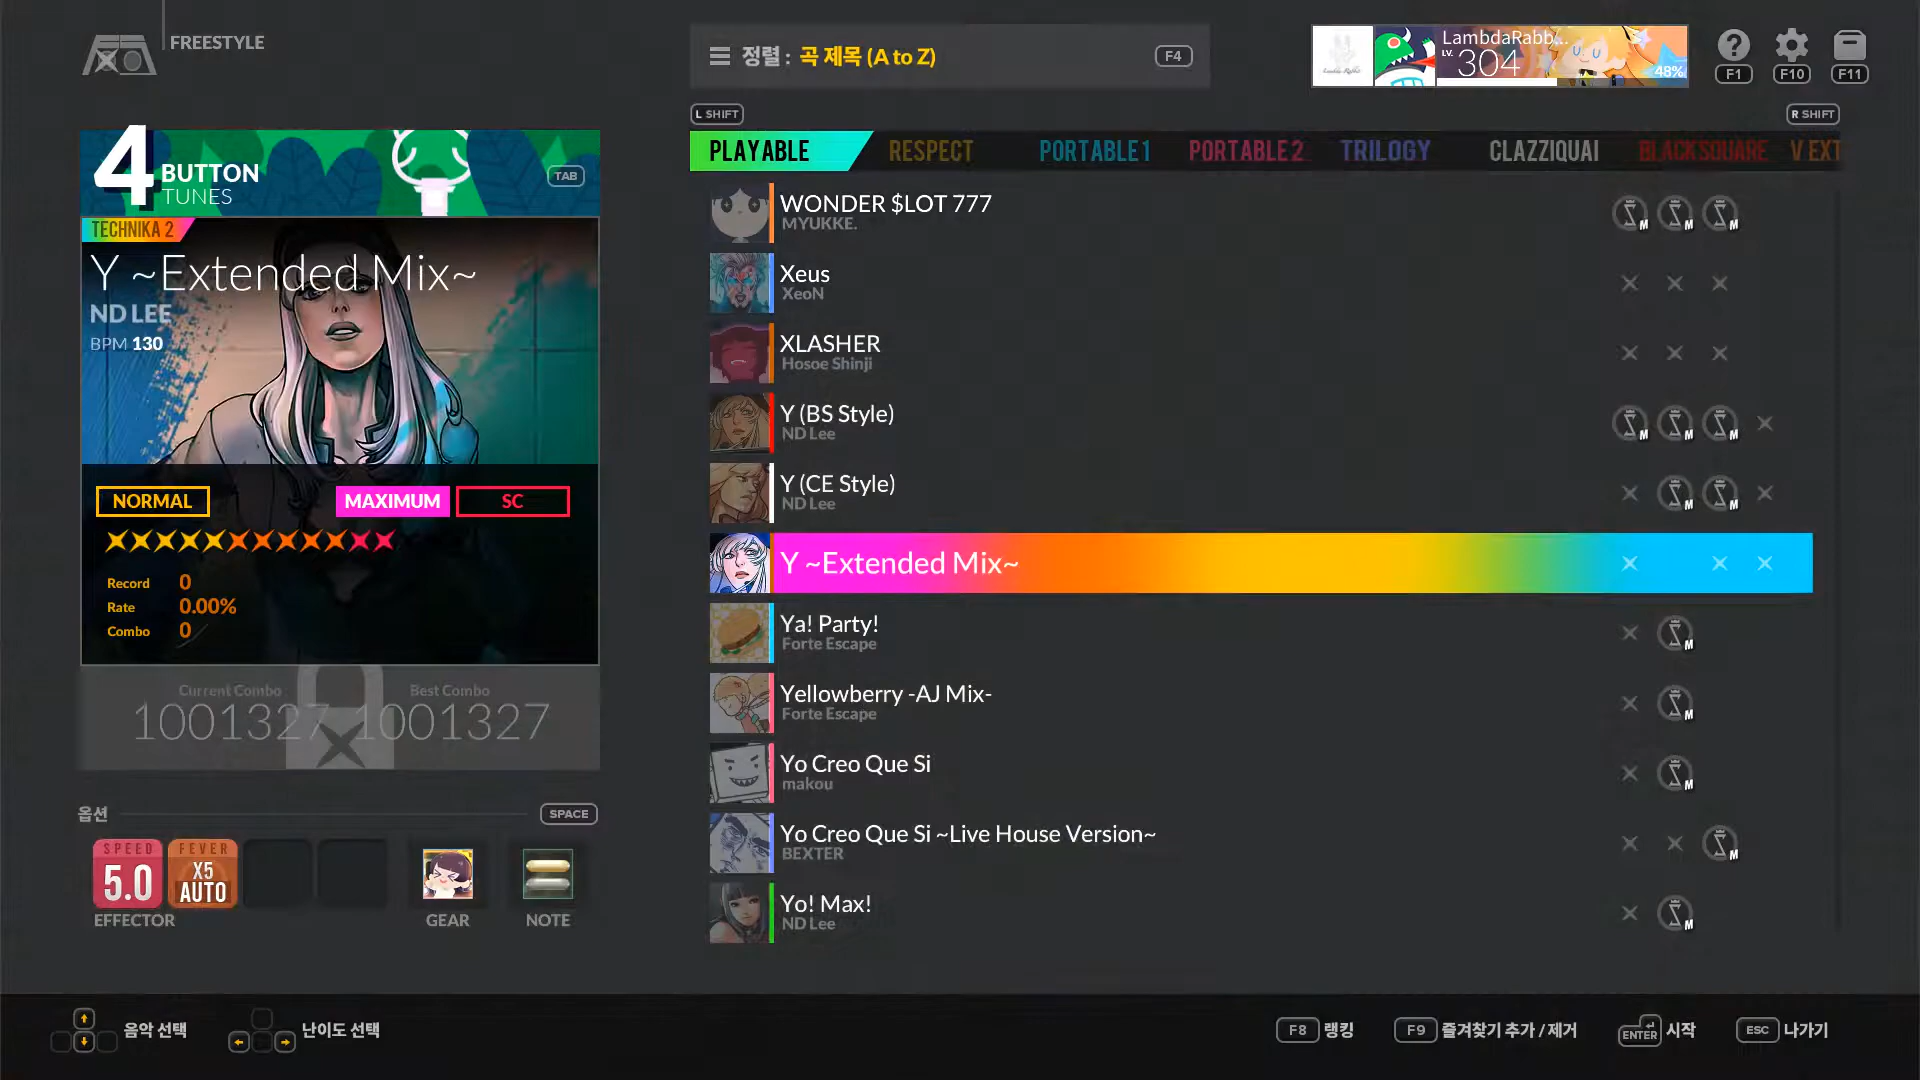 FREESTYLE
정렬 : 곡 제목 (A to Z)
F4
LambdaRabb...
LV. 304
48%
F1
F10
F11
L SHIFT
R SHIFT
PLAYABLE
RESPECT
PORTABLE 1
PORTABLE 2
TRILOGY
CLAZZIQUAI
BLACK SQUARE
V EXT
4 BUTTON
TUNES
TAB
TECHNIKA 2
Y ~Extended Mix~
ND LEE
BPM 130
NORMAL
MAXIMUM
SC
Record 0
Rate 0.00%
Combo 0
Current Combo
1001327
Best Combo
1001327
옵션
SPACE
SPEED
5.0
FEVER
X5
AUTO
EFFECTOR
GEAR
NOTE
WONDER $LOT 777
MYUKKE.
Xeus
XeoN
XLASHER
Hosoe Shinji
Y (BS Style)
ND Lee
Y (CE Style)
ND Lee
Y ~Extended Mix~
Ya! Party!
Forte Escape
Yellowberry -AJ Mix-
Forte Escape
Yo Creo Que Si
makou
Yo Creo Que Si ~Live House Version~
BEXTER
Yo! Max!
ND Lee
음악 선택
난이도 선택
F8 랭킹
F9 즐겨찾기 추가 / 제거
ENTER 시작
ESC 나가기